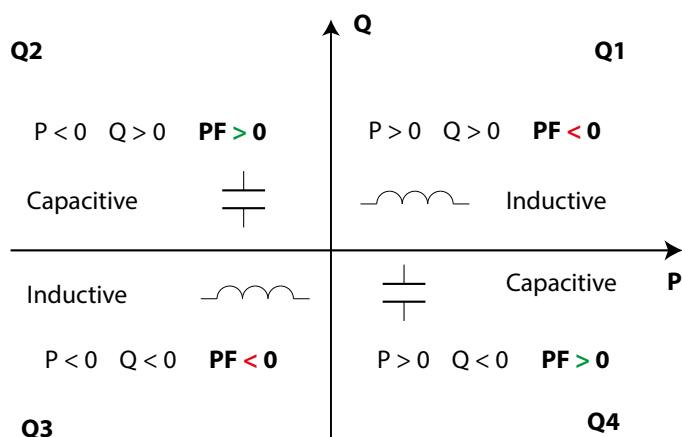 Q
Q2
Q1
P < 0 Q > 0 PF > 0
P > 0 Q > 0 PF < 0
Capacitive
Inductive
P
Inductive
Capacitive
P < 0 Q < 0 PF < 0
P > 0 Q < 0 PF > 0
Q3
Q4